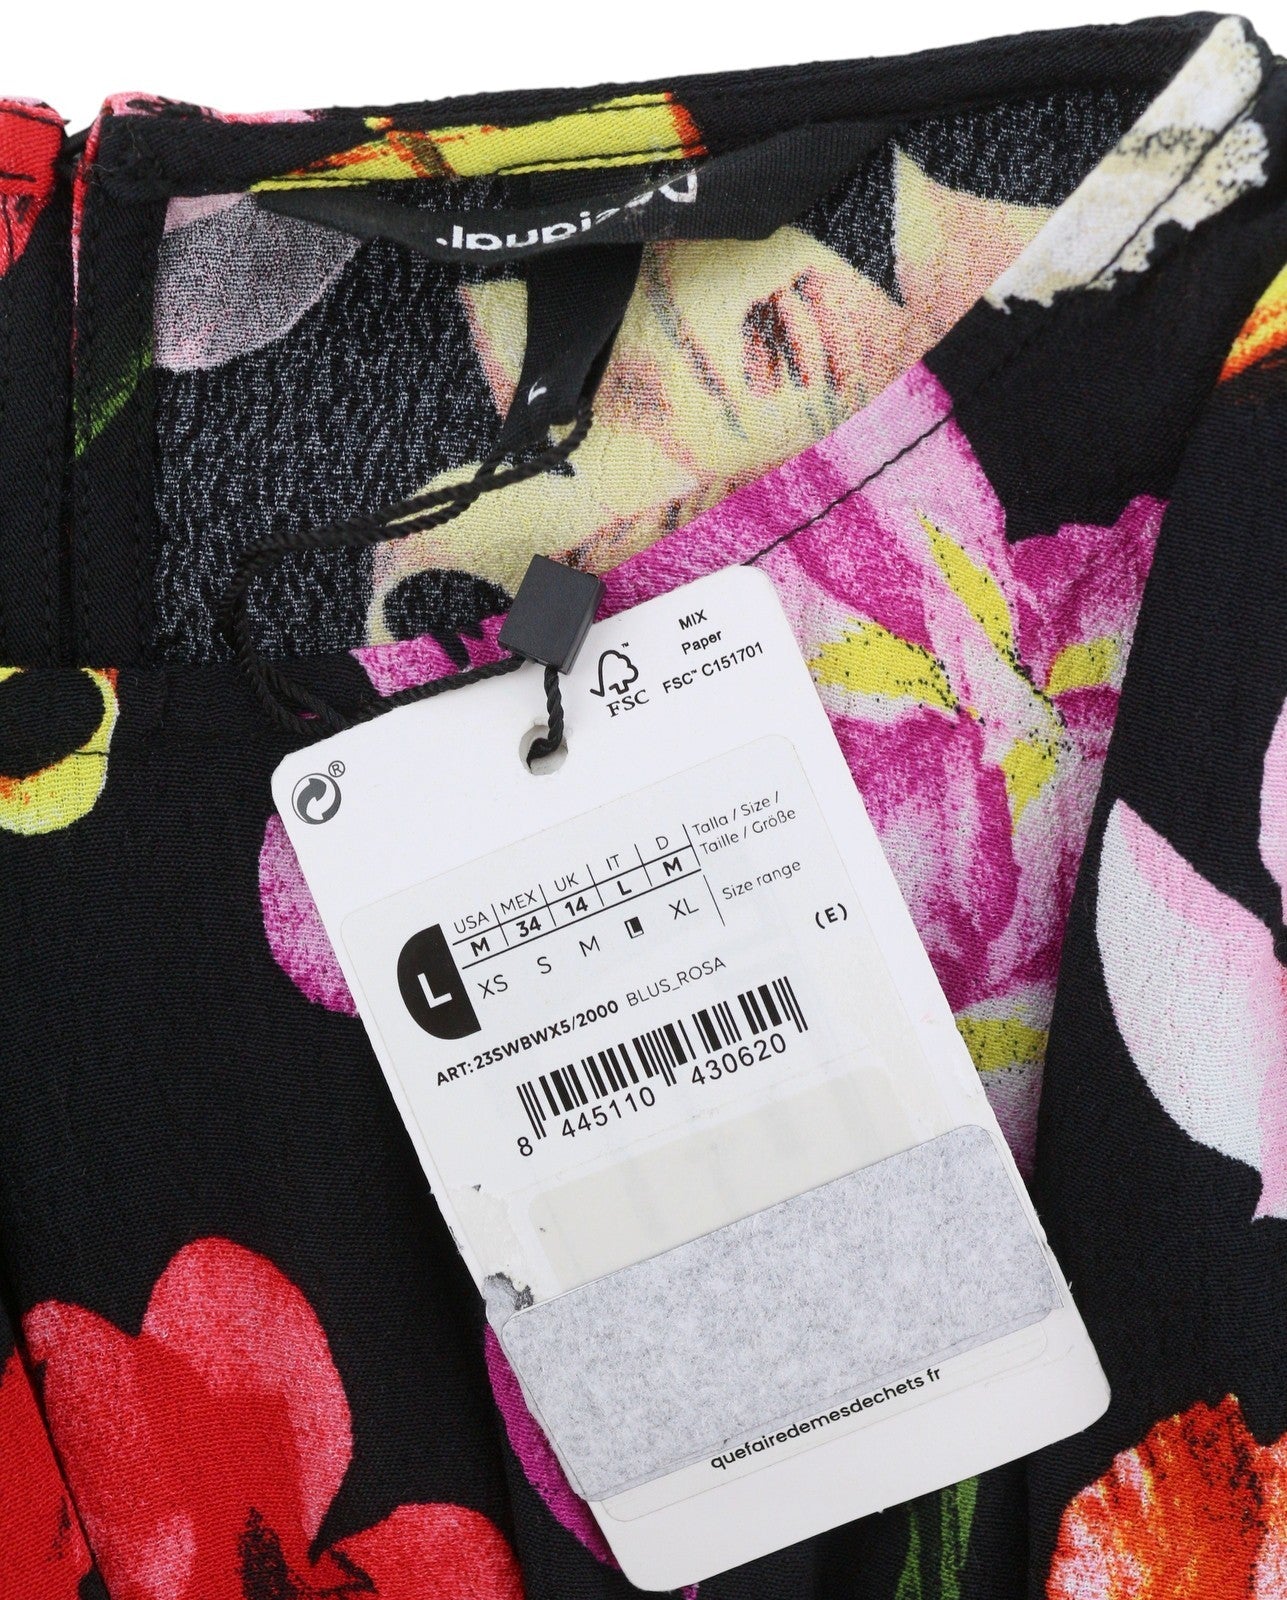 Desigual.
L
MIX
Paper
FSC™ C151701
FSC™
®
USA MEX UK IT D Talla / Size /
M 34 14 L M Taille / Größe
XS S M L XL Size range
L
(E)
ART: 23SWBWX5/2000 BLUS_ROSA
8 445110 430620
quefairedemesdechets fr